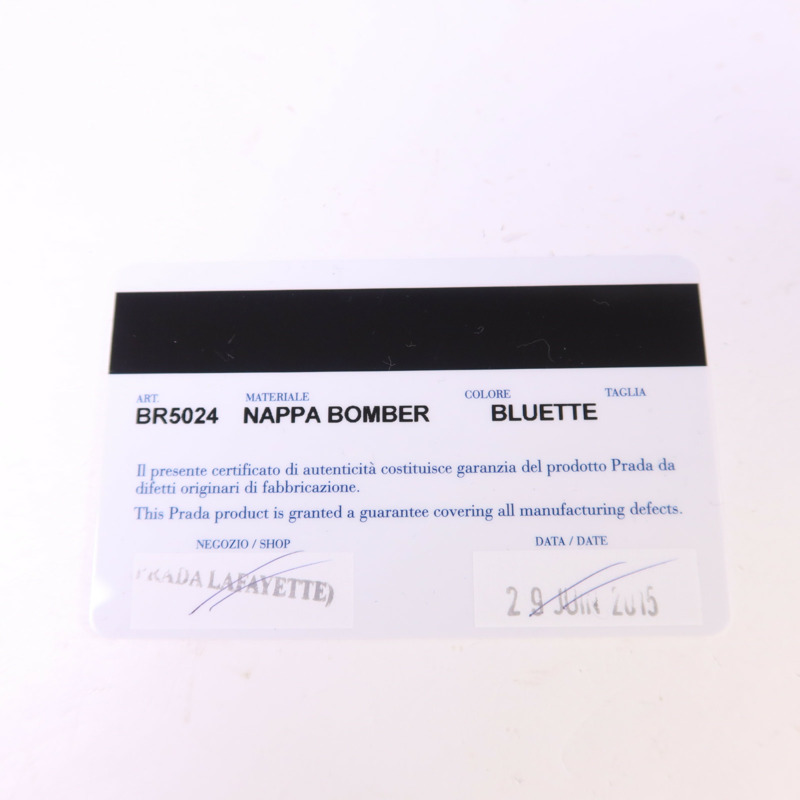 ART. MATERIALE COLORE TAGLIA
BR5024 NAPPA BOMBER BLUETTE
Il presente certificato di autenticità costituisce garanzia del prodotto Prada da
difetti originari di fabbricazione.
This Prada product is granted a guarantee covering all manufacturing defects.
NEGOZIO / SHOP DATA / DATE
PRADA LAFAYETTE) 29 JUIN 2015